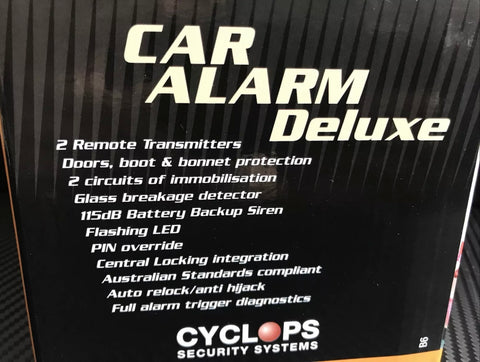 CAR
ALARM
Deluxe
2 Remote Transmitters
Doors, boot & bonnet protection
2 circuits of immobilisation
Glass breakage detector
115dB Battery Backup Siren
Flashing LED
PIN override
Central Locking integration
Australian Standards compliant
Auto relock/anti hijack
Full alarm trigger diagnostics
CYCLOPS
SECURITY SYSTEMS
B6